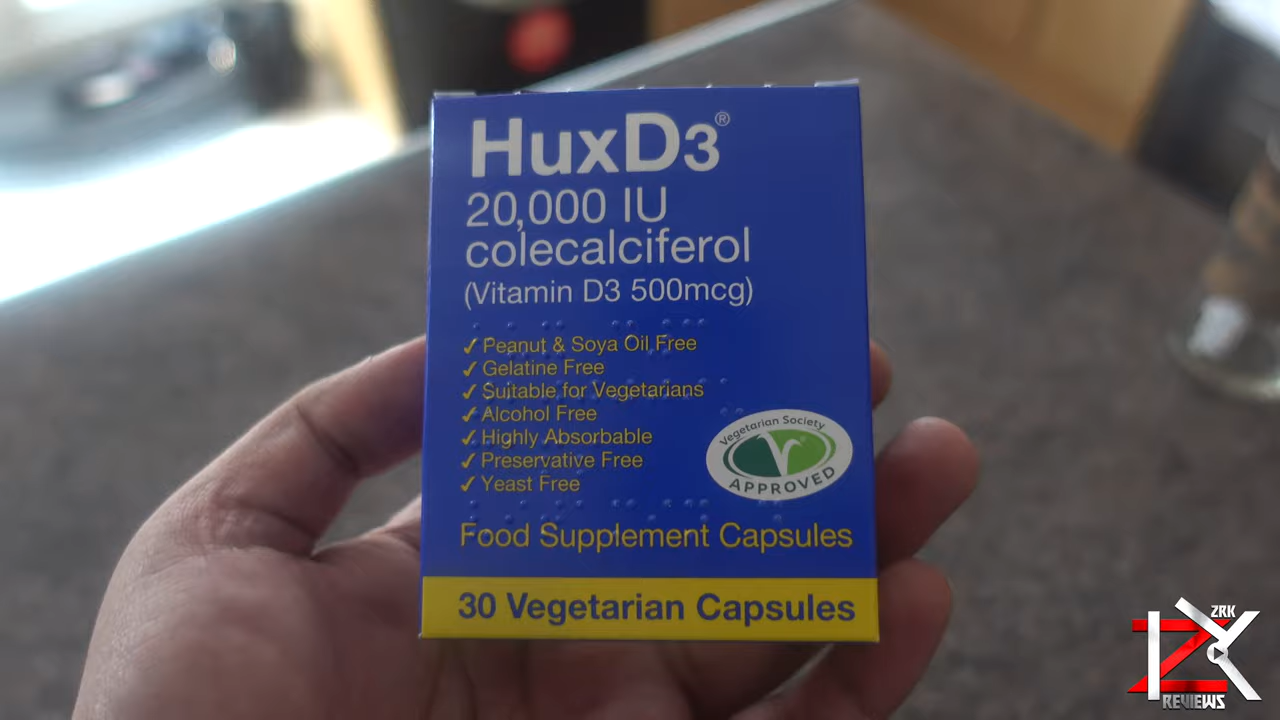 HuxD3®
20,000 IU
colecalciferol
(Vitamin D3 500mcg)
✓ Peanut & Soya Oil Free
✓ Gelatine Free
✓ Suitable for Vegetarians
✓ Alcohol Free
✓ Highly Absorbable
✓ Preservative Free
✓ Yeast Free
Vegetarian Society
APPROVED
Food Supplement Capsules
30 Vegetarian Capsules
ZRK
REVIEWS